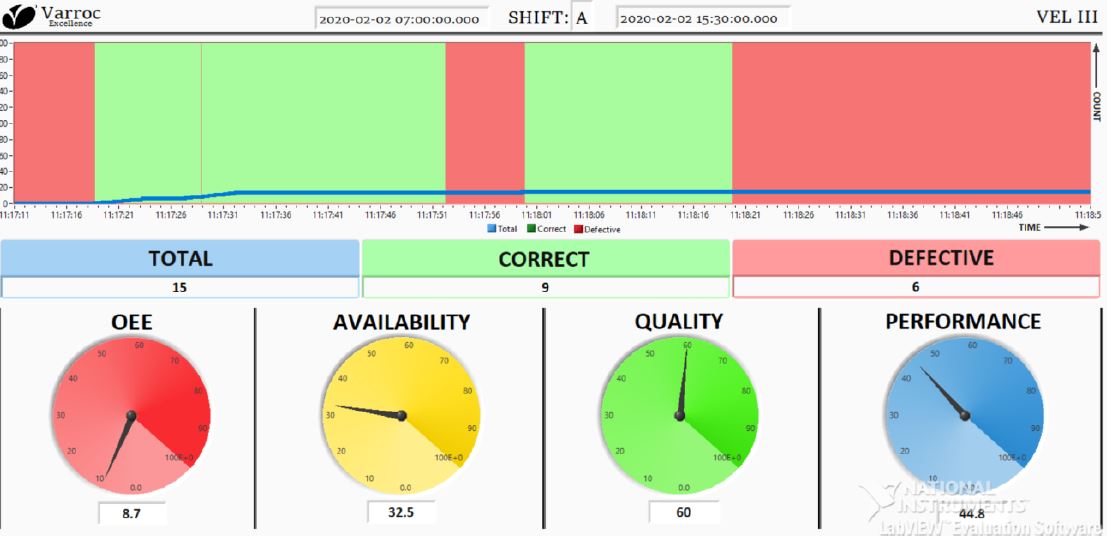 Varroc
Excellence
2020-02-02 07:00:00.000
SHIFT: A
2020-02-02 15:30:00.000
VEL III
80-
60-
40-
20-
00-
80-
60-
40-
20-
0-
COUNT
11:17:11 11:17:16 11:17:21 11:17:26 11:17:31 11:17:36 11:17:41 11:17:46 11:17:51 11:17:56 11:18:01 11:18:06 11:18:11 11:18:16 11:18:21 11:18:26 11:18:31 11:18:36 11:18:41 11:18:46 11:18:5
Total Correct Defective
TIME
TOTAL CORRECT DEFECTIVE
15 9 6
OEE
0.0 10 20 30 40 50 60 70 80 90 100E+0
8.7
AVAILABILITY
0.0 10 20 30 40 50 60 70 80 90 100E+0
32.5
QUALITY
0.0 10 20 30 40 50 60 70 80 90 100E+0
60
PERFORMANCE
0.0 10 20 30 40 50 60 70 80 90 100E+0
44.8
NATIONAL
INSTRUMENTS
LabVIEW Evaluation Software